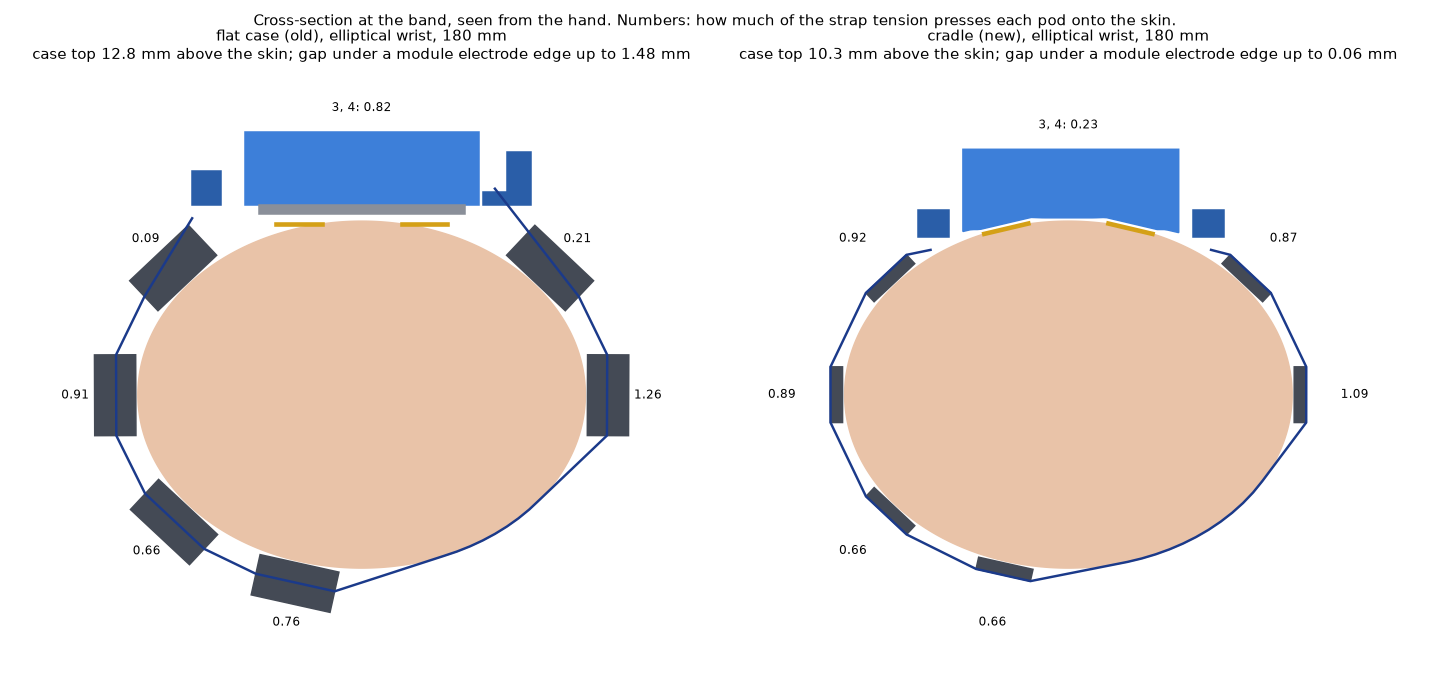 Cross-section at the band, seen from the hand. Numbers: how much of the strap tension presses each pod onto the skin.
flat case (old), elliptical wrist, 180 mm
case top 12.8 mm above the skin; gap under a module electrode edge up to 1.48 mm
3, 4: 0.82
0.09
0.21
0.91
1.26
0.66
0.76
cradle (new), elliptical wrist, 180 mm
case top 10.3 mm above the skin; gap under a module electrode edge up to 0.06 mm
3, 4: 0.23
0.92
0.87
0.89
1.09
0.66
0.66